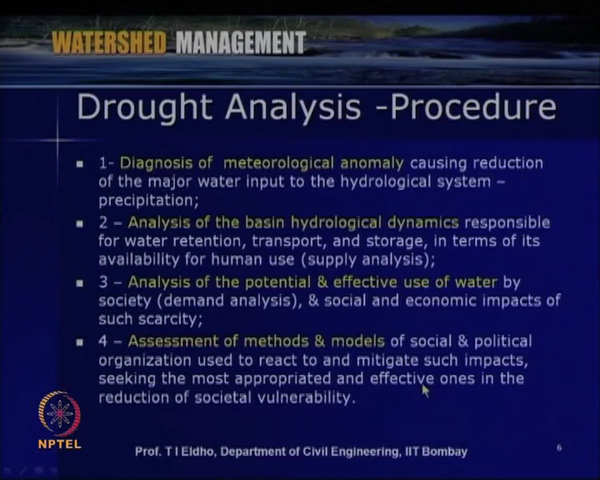 WATERSHED MANAGEMENT
Drought Analysis -Procedure
1- Diagnosis of meteorological anomaly causing reduction
of the major water input to the hydrological system –
precipitation;
2 – Analysis of the basin hydrological dynamics responsible
for water retention, transport, and storage, in terms of its
availability for human use (supply analysis);
3 – Analysis of the potential & effective use of water by
society (demand analysis), & social and economic impacts of
such scarcity;
4 – Assessment of methods & models of social & political
organization used to react to and mitigate such impacts,
seeking the most appropriated and effective ones in the
reduction of societal vulnerability.
NPTEL
Prof. T I Eldho, Department of Civil Engineering, IIT Bombay
6